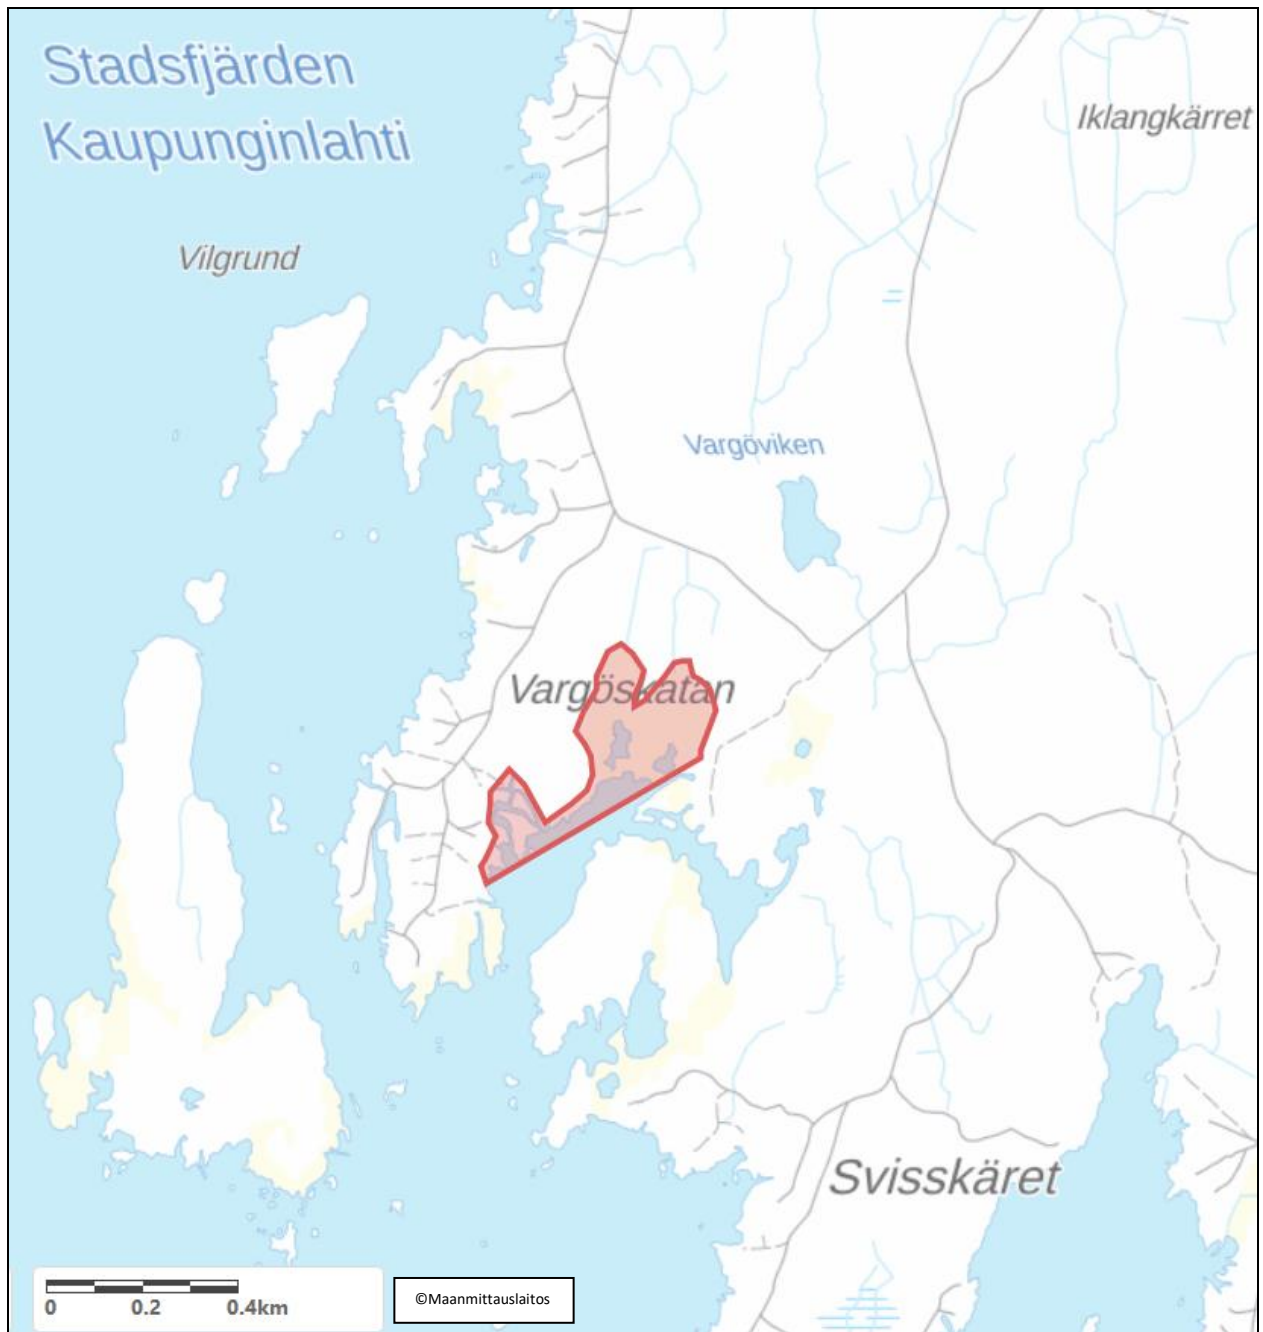 Stadsfjärden
Kaupunginlahti
Iklangkärret
Vilgrund
Vargöviken
Vargöskatan
Svisskäret
0 0.2 0.4km
©Maanmittauslaitos